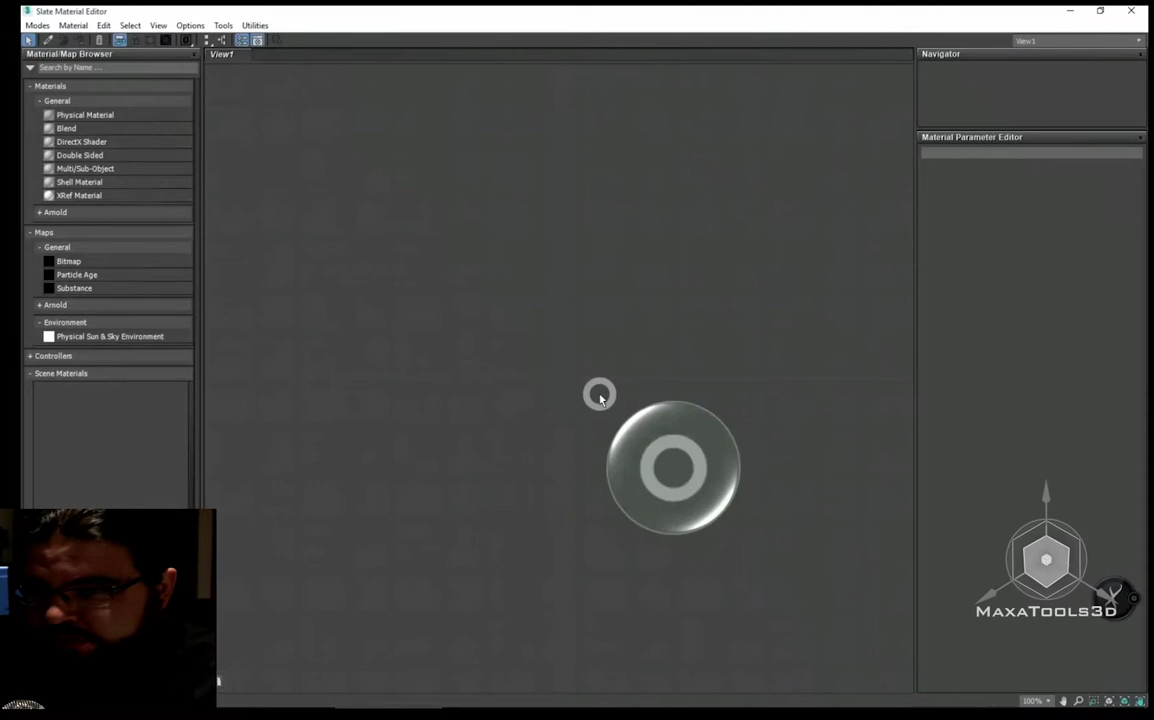 Slate Material Editor
Modes Material Edit Select View Options Tools Utilities
View1
Material/Map Browser
View1
Navigator
Search by Name ...
- Materials
- General
Physical Material
Blend
DirectX Shader
Double Sided
Multi/Sub-Object
Shell Material
XRef Material
+ Arnold
- Maps
- General
Bitmap
Particle Age
Substance
+ Arnold
- Environment
Physical Sun & Sky Environment
+ Controllers
- Scene Materials
Material Parameter Editor
MAXATOOLS3D
100%